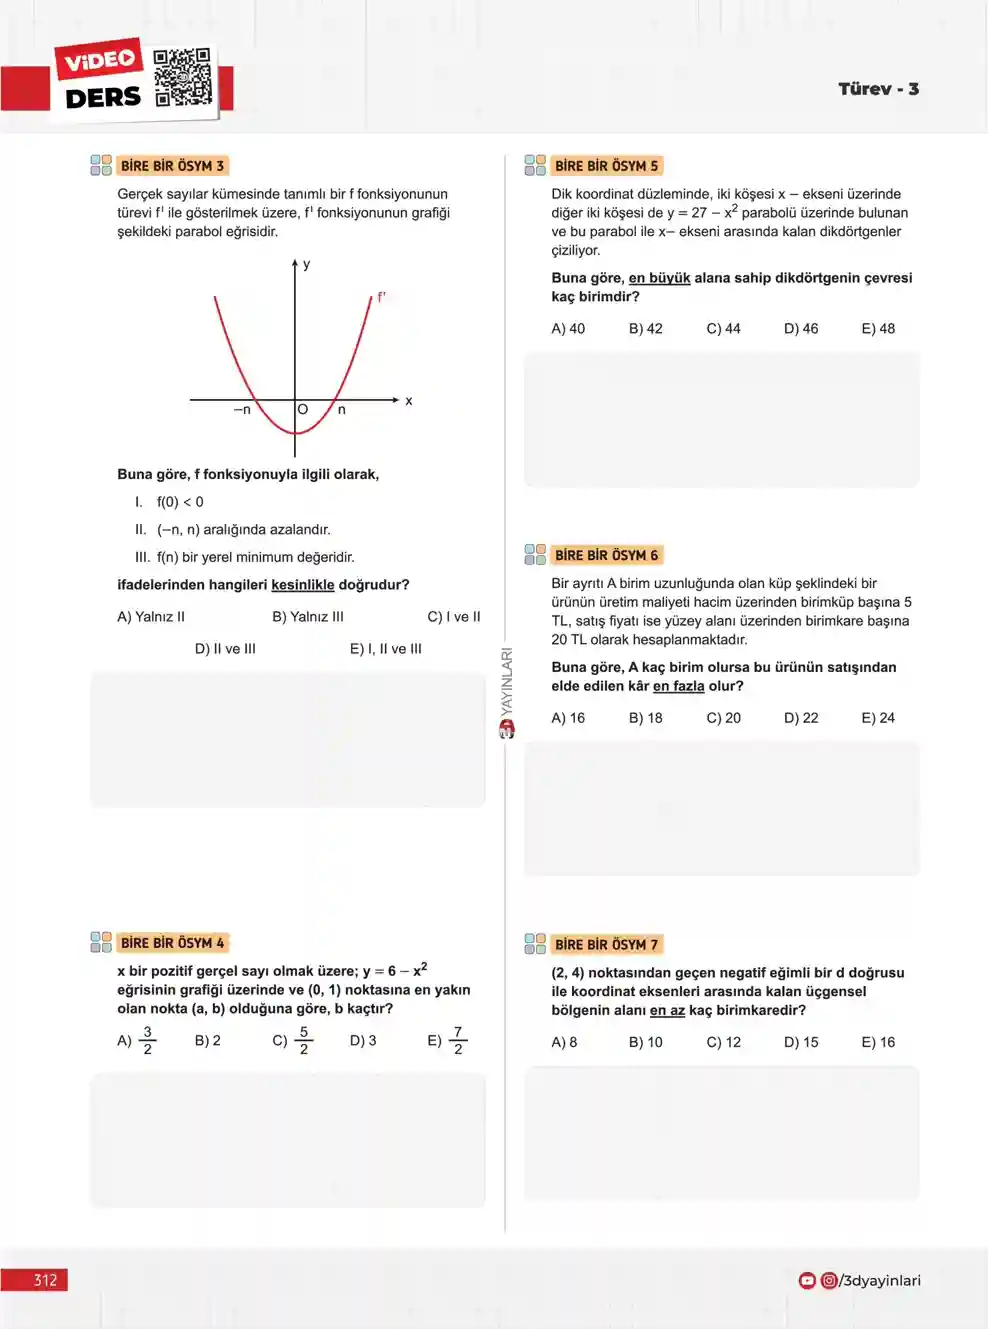 VİDEO
DERS
Türev - 3
BİRE BİR ÖSYM 3
Gerçek sayılar kümesinde tanımlı bir f fonksiyonunun
türevi f' ile gösterilmek üzere, f' fonksiyonunun grafiği
şekildeki parabol eğrisidir.
y
f'
x
−n
O
n
Buna göre, f fonksiyonuyla ilgili olarak,
I. f(0) < 0
II. (−n, n) aralığında azalandır.
III. f(n) bir yerel minimum değeridir.
ifadelerinden hangileri kesinlikle doğrudur?
A) Yalnız II B) Yalnız III C) I ve II
D) II ve III E) I, II ve III
BİRE BİR ÖSYM 4
x bir pozitif gerçel sayı olmak üzere; y = 6 − x²
eğrisinin grafiği üzerinde ve (0, 1) noktasına en yakın
olan nokta (a, b) olduğuna göre, b kaçtır?
A) 3/2 B) 2 C) 5/2 D) 3 E) 7/2
YAYINLARI
BİRE BİR ÖSYM 5
Dik koordinat düzleminde, iki köşesi x − ekseni üzerinde
diğer iki köşesi de y = 27 − x² parabolü üzerinde bulunan
ve bu parabol ile x− ekseni arasında kalan dikdörtgenler
çiziliyor.
Buna göre, en büyük alana sahip dikdörtgenin çevresi
kaç birimdir?
A) 40 B) 42 C) 44 D) 46 E) 48
BİRE BİR ÖSYM 6
Bir ayrıtı A birim uzunluğunda olan küp şeklindeki bir
ürünün üretim maliyeti hacim üzerinden birimküp başına 5
TL, satış fiyatı ise yüzey alanı üzerinden birimkare başına
20 TL olarak hesaplanmaktadır.
Buna göre, A kaç birim olursa bu ürünün satışından
elde edilen kâr en fazla olur?
A) 16 B) 18 C) 20 D) 22 E) 24
BİRE BİR ÖSYM 7
(2, 4) noktasından geçen negatif eğimli bir d doğrusu
ile koordinat eksenleri arasında kalan üçgensel
bölgenin alanı en az kaç birimkaredir?
A) 8 B) 10 C) 12 D) 15 E) 16
312
/3dyayinlari